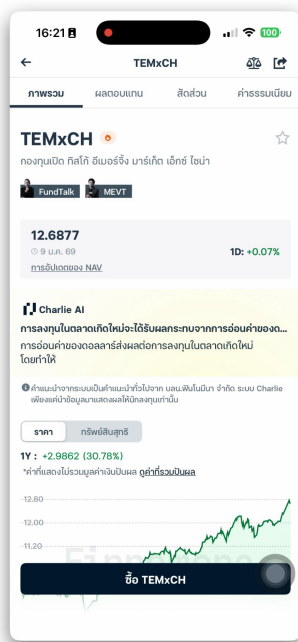 16:21
100
TEMxCH
ภาพรวม ผลตอบแทน สัดส่วน ค่าธรรมเนียม
TEMxCH
กองทุนเปิด ทิสโก้ อีเมอร์จิ้ง มาร์เก็ต เอ็กซ์ ไชน่า
FundTalk MEVT
12.6877
9 ม.ค. 69 1D: +0.07%
การอัปเดตของ NAV
Charlie AI
การลงทุนในตลาดเกิดใหม่จะได้รับผลกระทบจากการอ่อนค่าของด...
การอ่อนค่าของดอลลาร์ส่งผลต่อการลงทุนในตลาดเกิดใหม่
โดยทำให้
คำแนะนำจากระบบเป็นคำแนะนำทั่วไปจาก บลน.ฟินโนมีนา จำกัด ระบบ Charlie
เพียงแค่นำข้อมูลมาแสดงผลให้นักลงทุนเท่านั้น
ราคา ทรัพย์สินสุทธิ
1Y : +2.9862 (30.78%)
*ค่าที่แสดงไม่รวมมูลค่าเงินปันผล ดูค่าที่รวมปันผล
12.80
12.00
11.20
ซื้อ TEMxCH